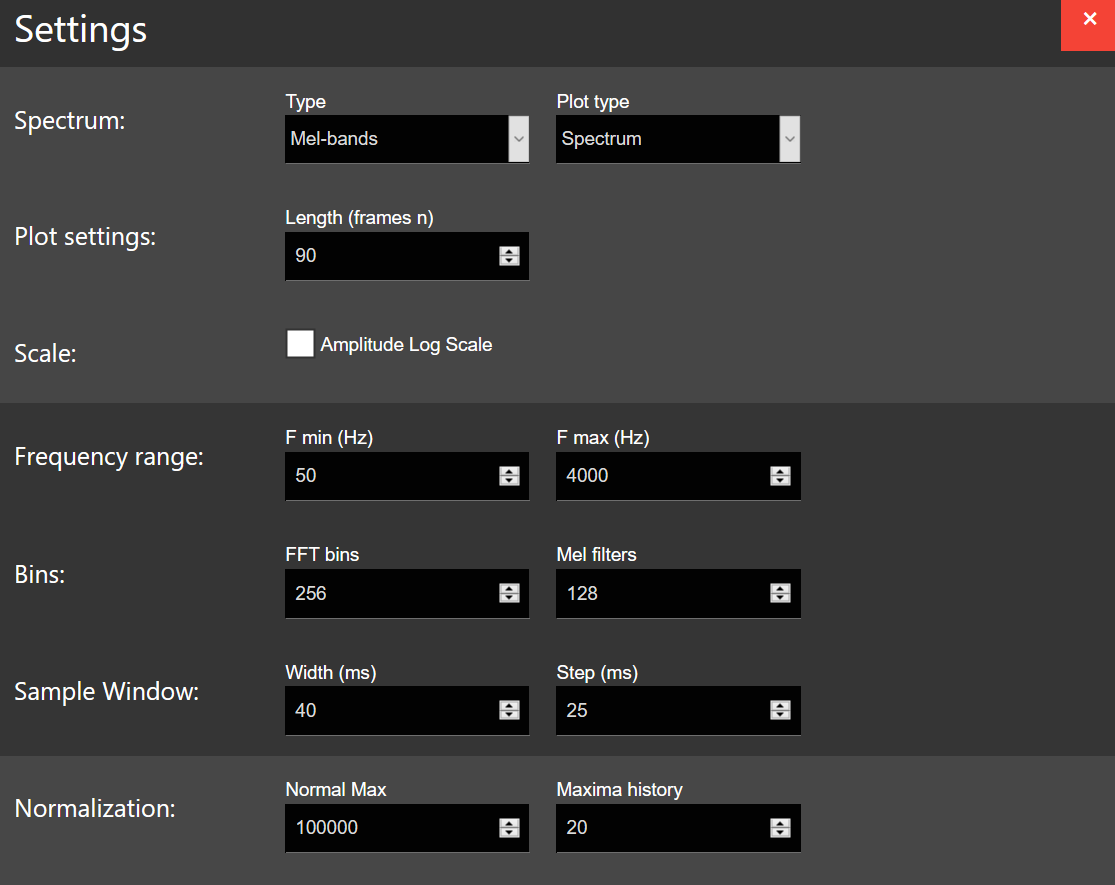 Settings
×
Spectrum:
Type
Plot type
Mel-bands
Spectrum
Plot settings:
Length (frames n)
90
Scale:
Amplitude Log Scale
Frequency range:
F min (Hz)
F max (Hz)
50
4000
Bins:
FFT bins
Mel filters
256
128
Sample Window:
Width (ms)
Step (ms)
40
25
Normalization:
Normal Max
Maxima history
100000
20